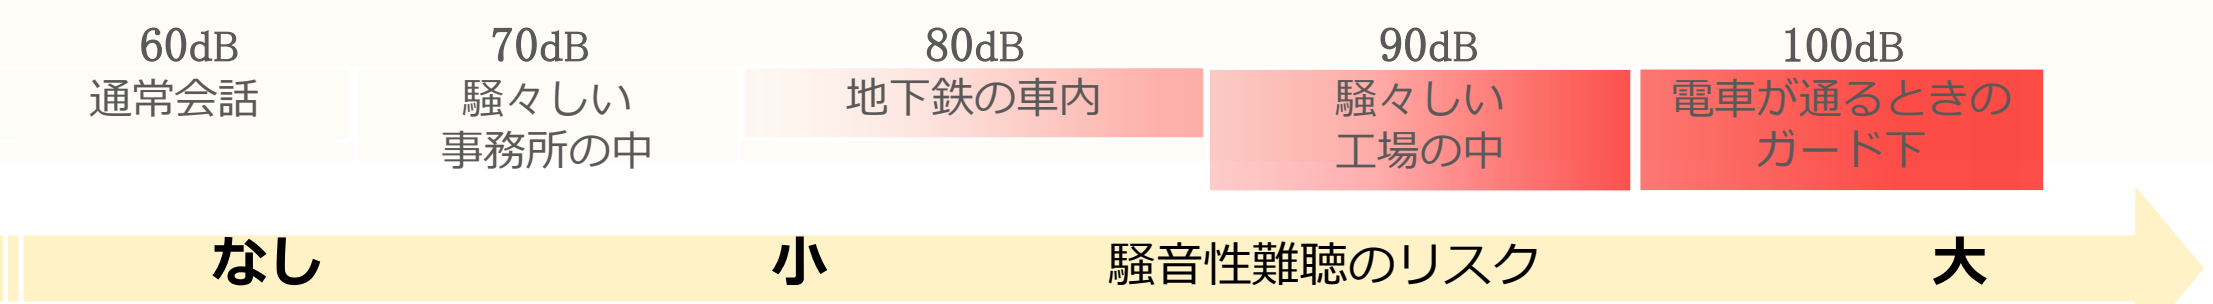 60dB
70dB
80dB
90dB
100dB
通常会話
騒々しい
事務所の中
地下鉄の車内
騒々しい
工場の中
電車が通るときの
ガード下
なし
小
騒音性難聴のリスク
大